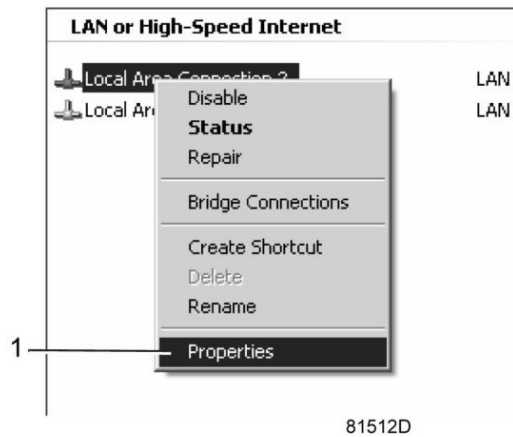 LAN or High-Speed Internet
Local Area Connection 2 LAN
Local Ar LAN
Disable
Status
Repair
Bridge Connections
Create Shortcut
Delete
Rename
1
Properties
81512D